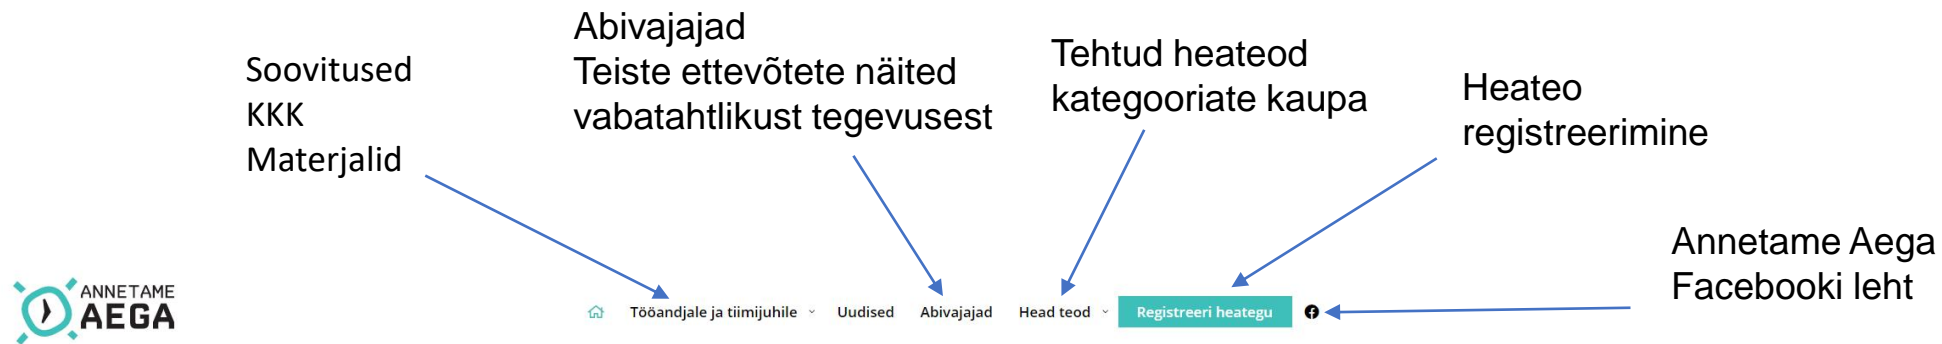 Soovitused
KKK
Materjalid
Abivajajad
Teiste ettevõtete näited
vabatahtlikust tegevusest
Tehtud heateod
kategooriate kaupa
Heateo
registreerimine
Annetame Aega
Facebooki leht
ANNETAME
AEGA
Tööandjale ja tiimijuhile
Uudised
Abivajajad
Head teod
Registreeri heategu